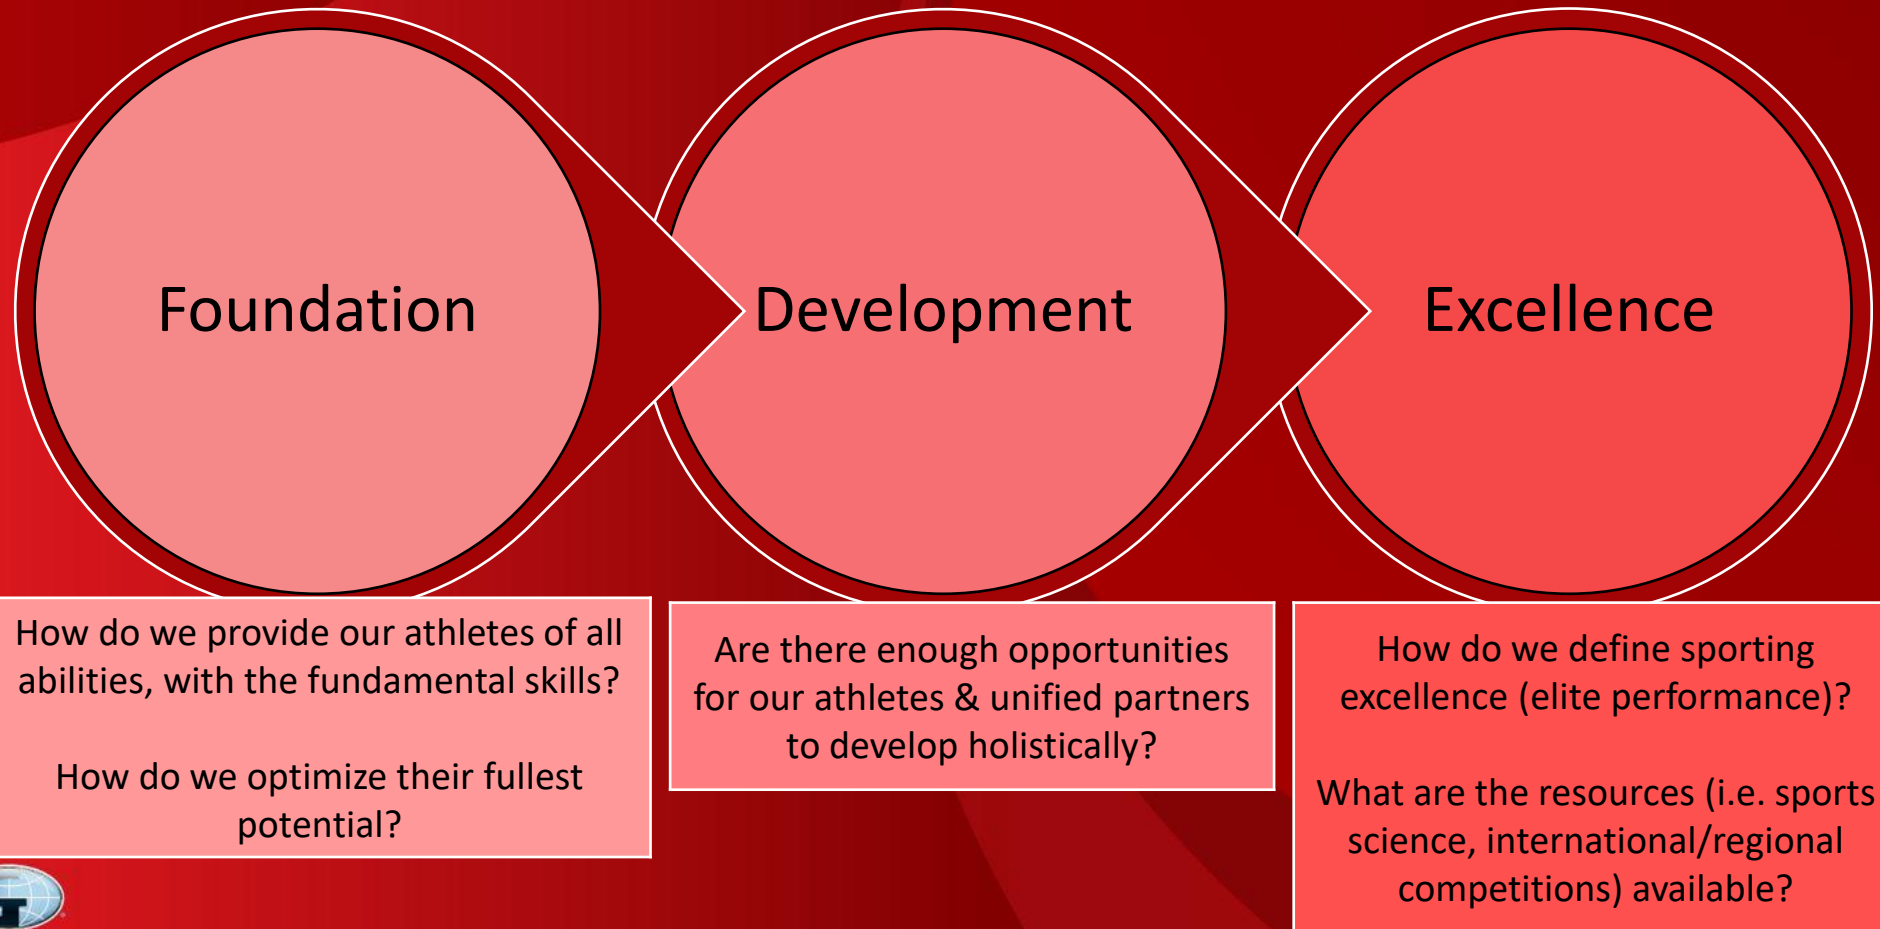 Foundation
Development
Excellence
How do we provide our athletes of all
abilities, with the fundamental skills?
How do we optimize their fullest
potential?
Are there enough opportunities
for our athletes & unified partners
to develop holistically?
How do we define sporting
excellence (elite performance)?
What are the resources (i.e. sports
science, international/regional
competitions) available?